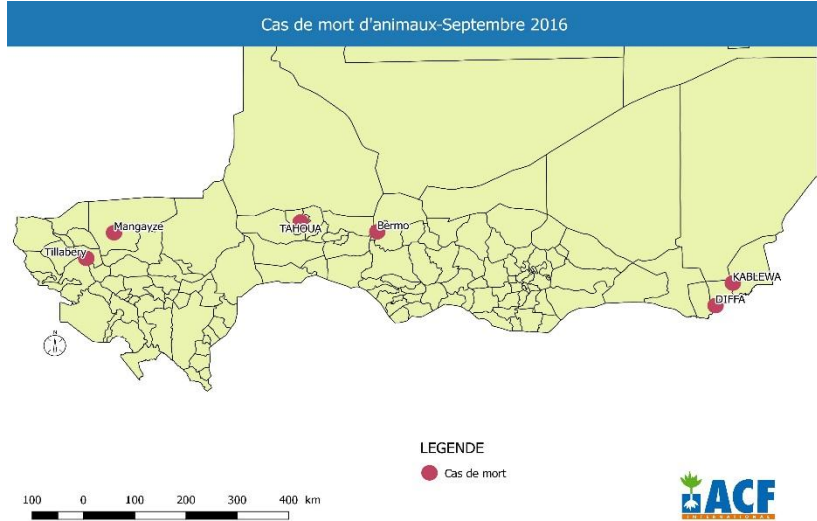 Cas de mort d'animaux-Septembre 2016
Mangayze
TAHOUA
Bermo
Tillabery
KABLEWA
DIFFA
N
LEGENDE
Cas de mort
100 0 100 200 300 400 km
ACF
INTERNATIONAL